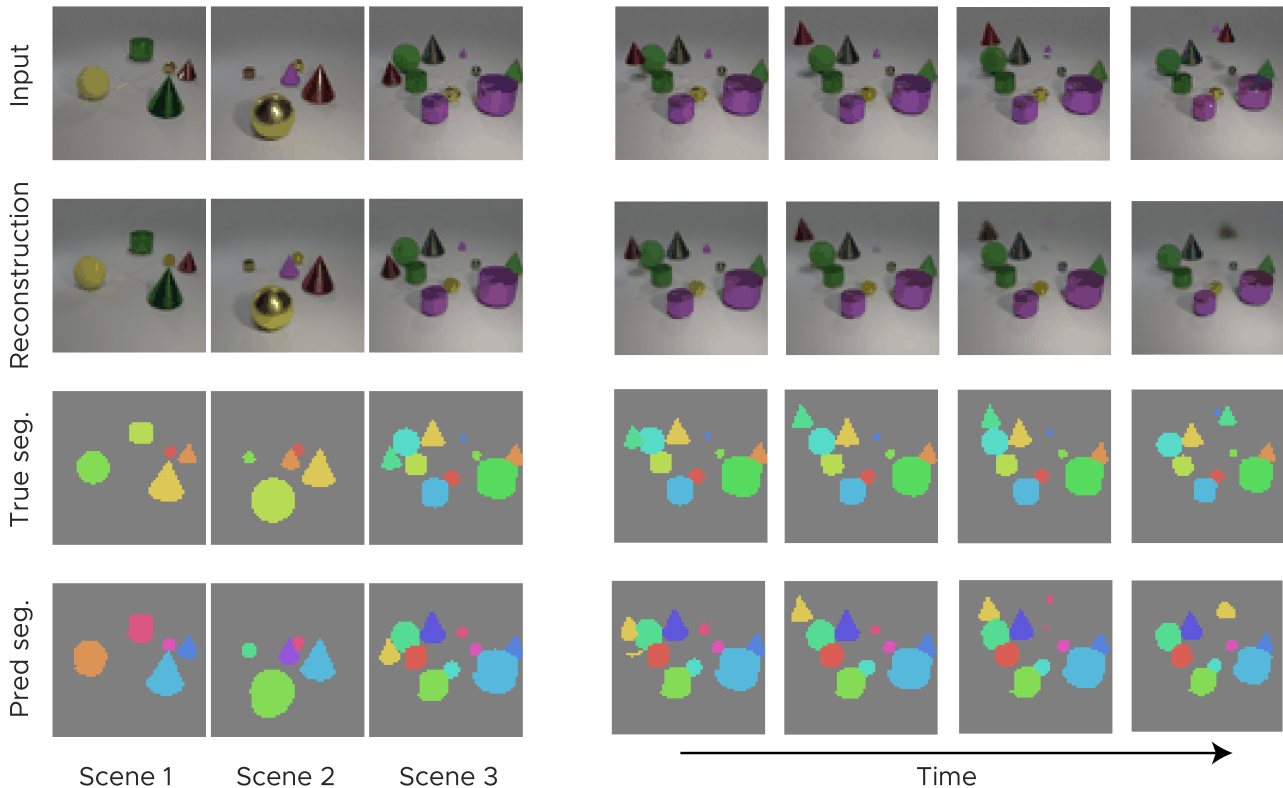 Input
Reconstruction
True seg.
Pred seg.
Scene 1
Scene 2
Scene 3
Time